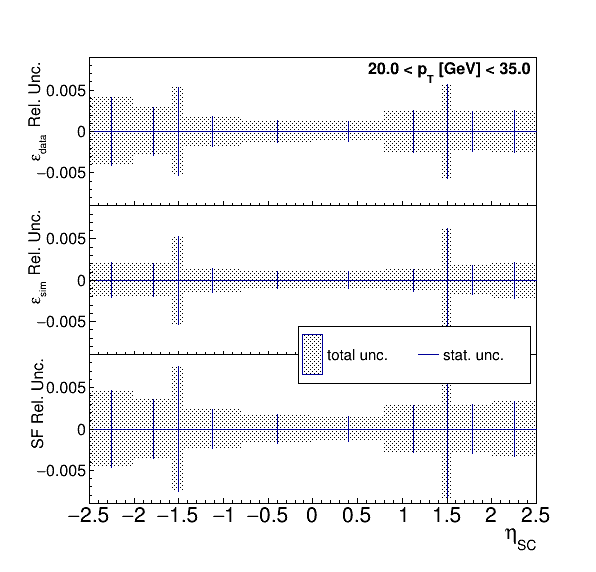 20.0 < p_T [GeV] < 35.0
ε_data Rel. Unc.
0.005
0
−0.005
ε_sim Rel. Unc.
0.005
0
−0.005
total unc. stat. unc.
SF Rel. Unc.
0.005
0
−0.005
−2.5 −2 −1.5 −1 −0.5 0 0.5 1 1.5 2 2.5
η_SC